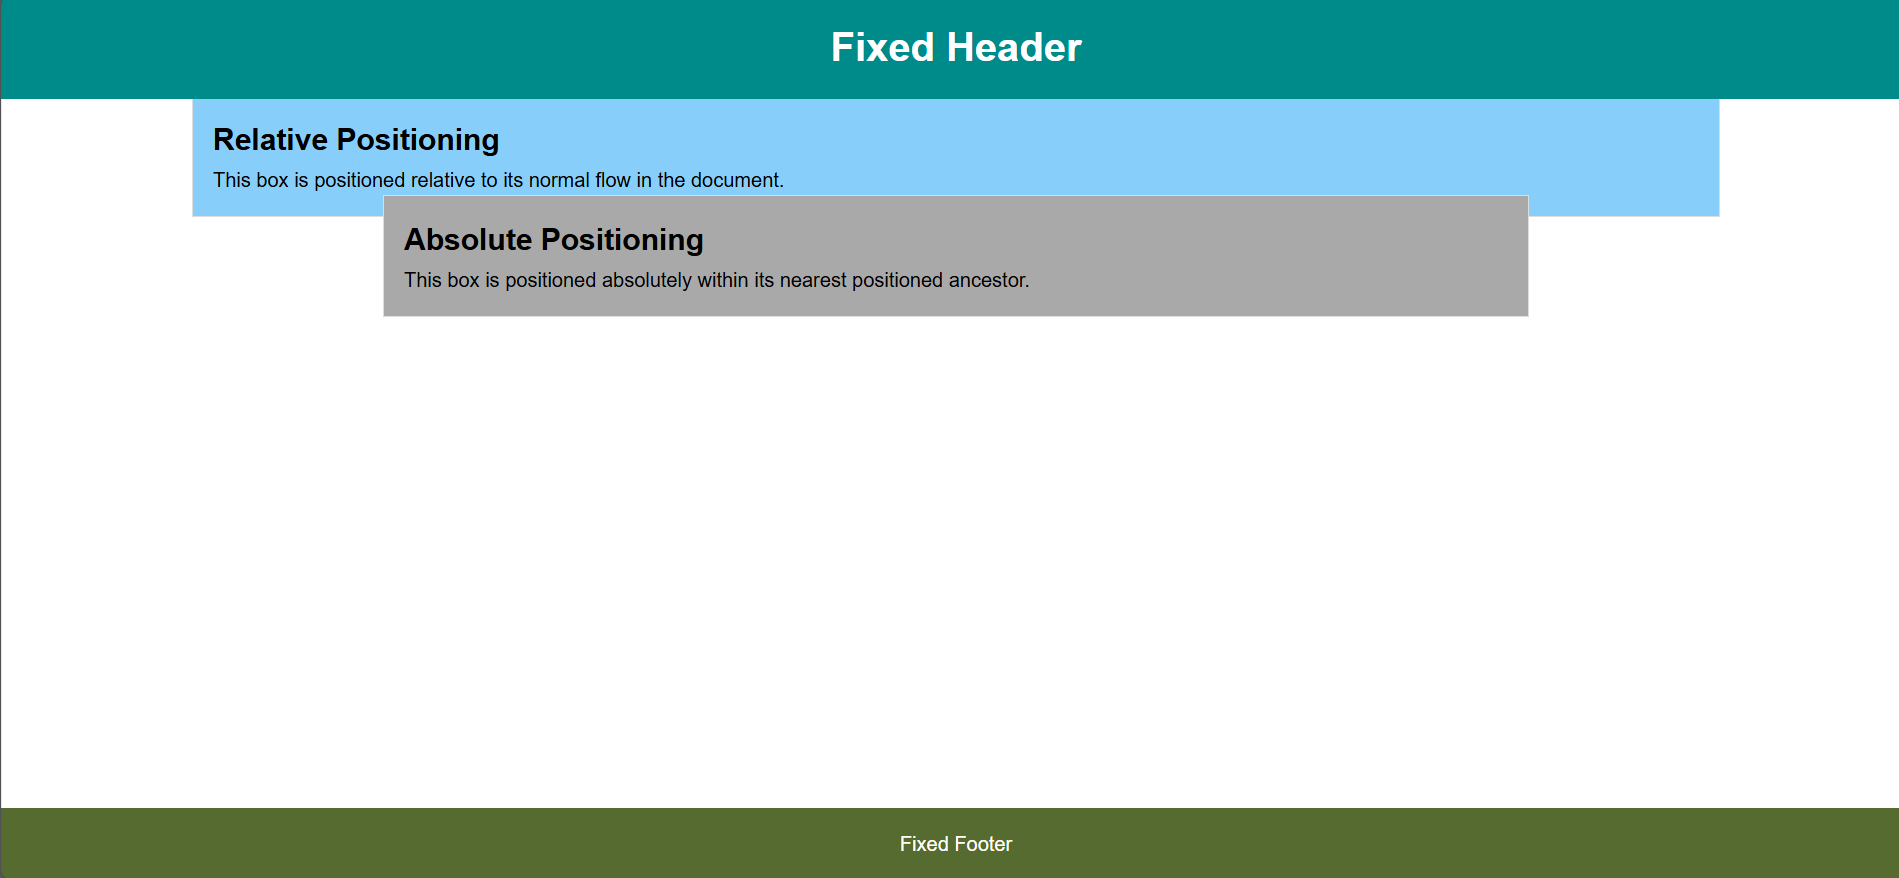 Fixed Header
Relative Positioning
This box is positioned relative to its normal flow in the document.
Absolute Positioning
This box is positioned absolutely within its nearest positioned ancestor.
Fixed Footer